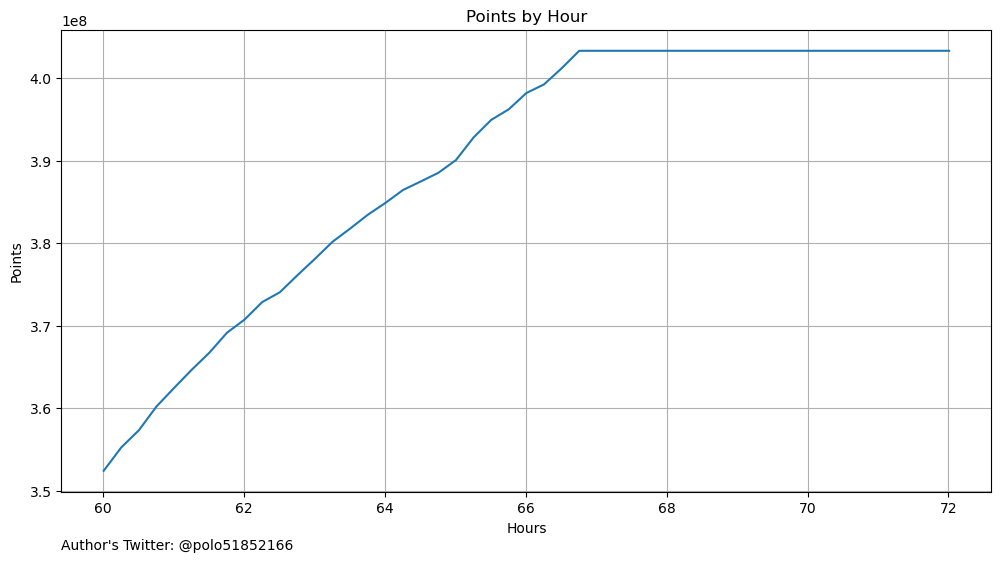 Points by Hour
1e8
4.0
3.9
3.8
3.7
3.6
3.5
Points
60 62 64 66 68 70 72
Hours
Author's Twitter: @polo51852166